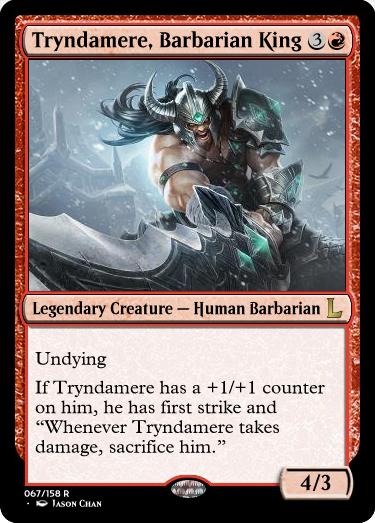 Tryndamere, Barbarian King 3
Legendary Creature — Human Barbarian L
Undying
If Tryndamere has a +1/+1 counter
on him, he has first strike and
“Whenever Tryndamere takes
damage, sacrifice him.”
4/3
067/158 R
· Jason Chan